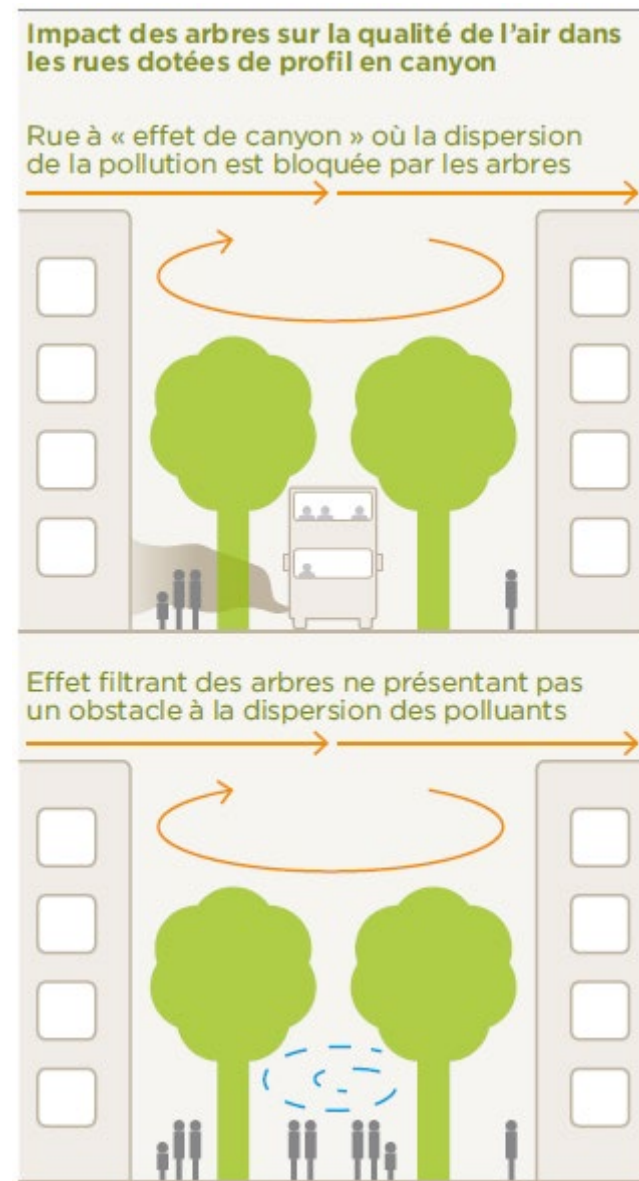 Impact des arbres sur la qualité de l’air dans
les rues dotées de profil en canyon
Rue à « effet de canyon » où la dispersion
de la pollution est bloquée par les arbres
Effet filtrant des arbres ne présentant pas
un obstacle à la dispersion des polluants